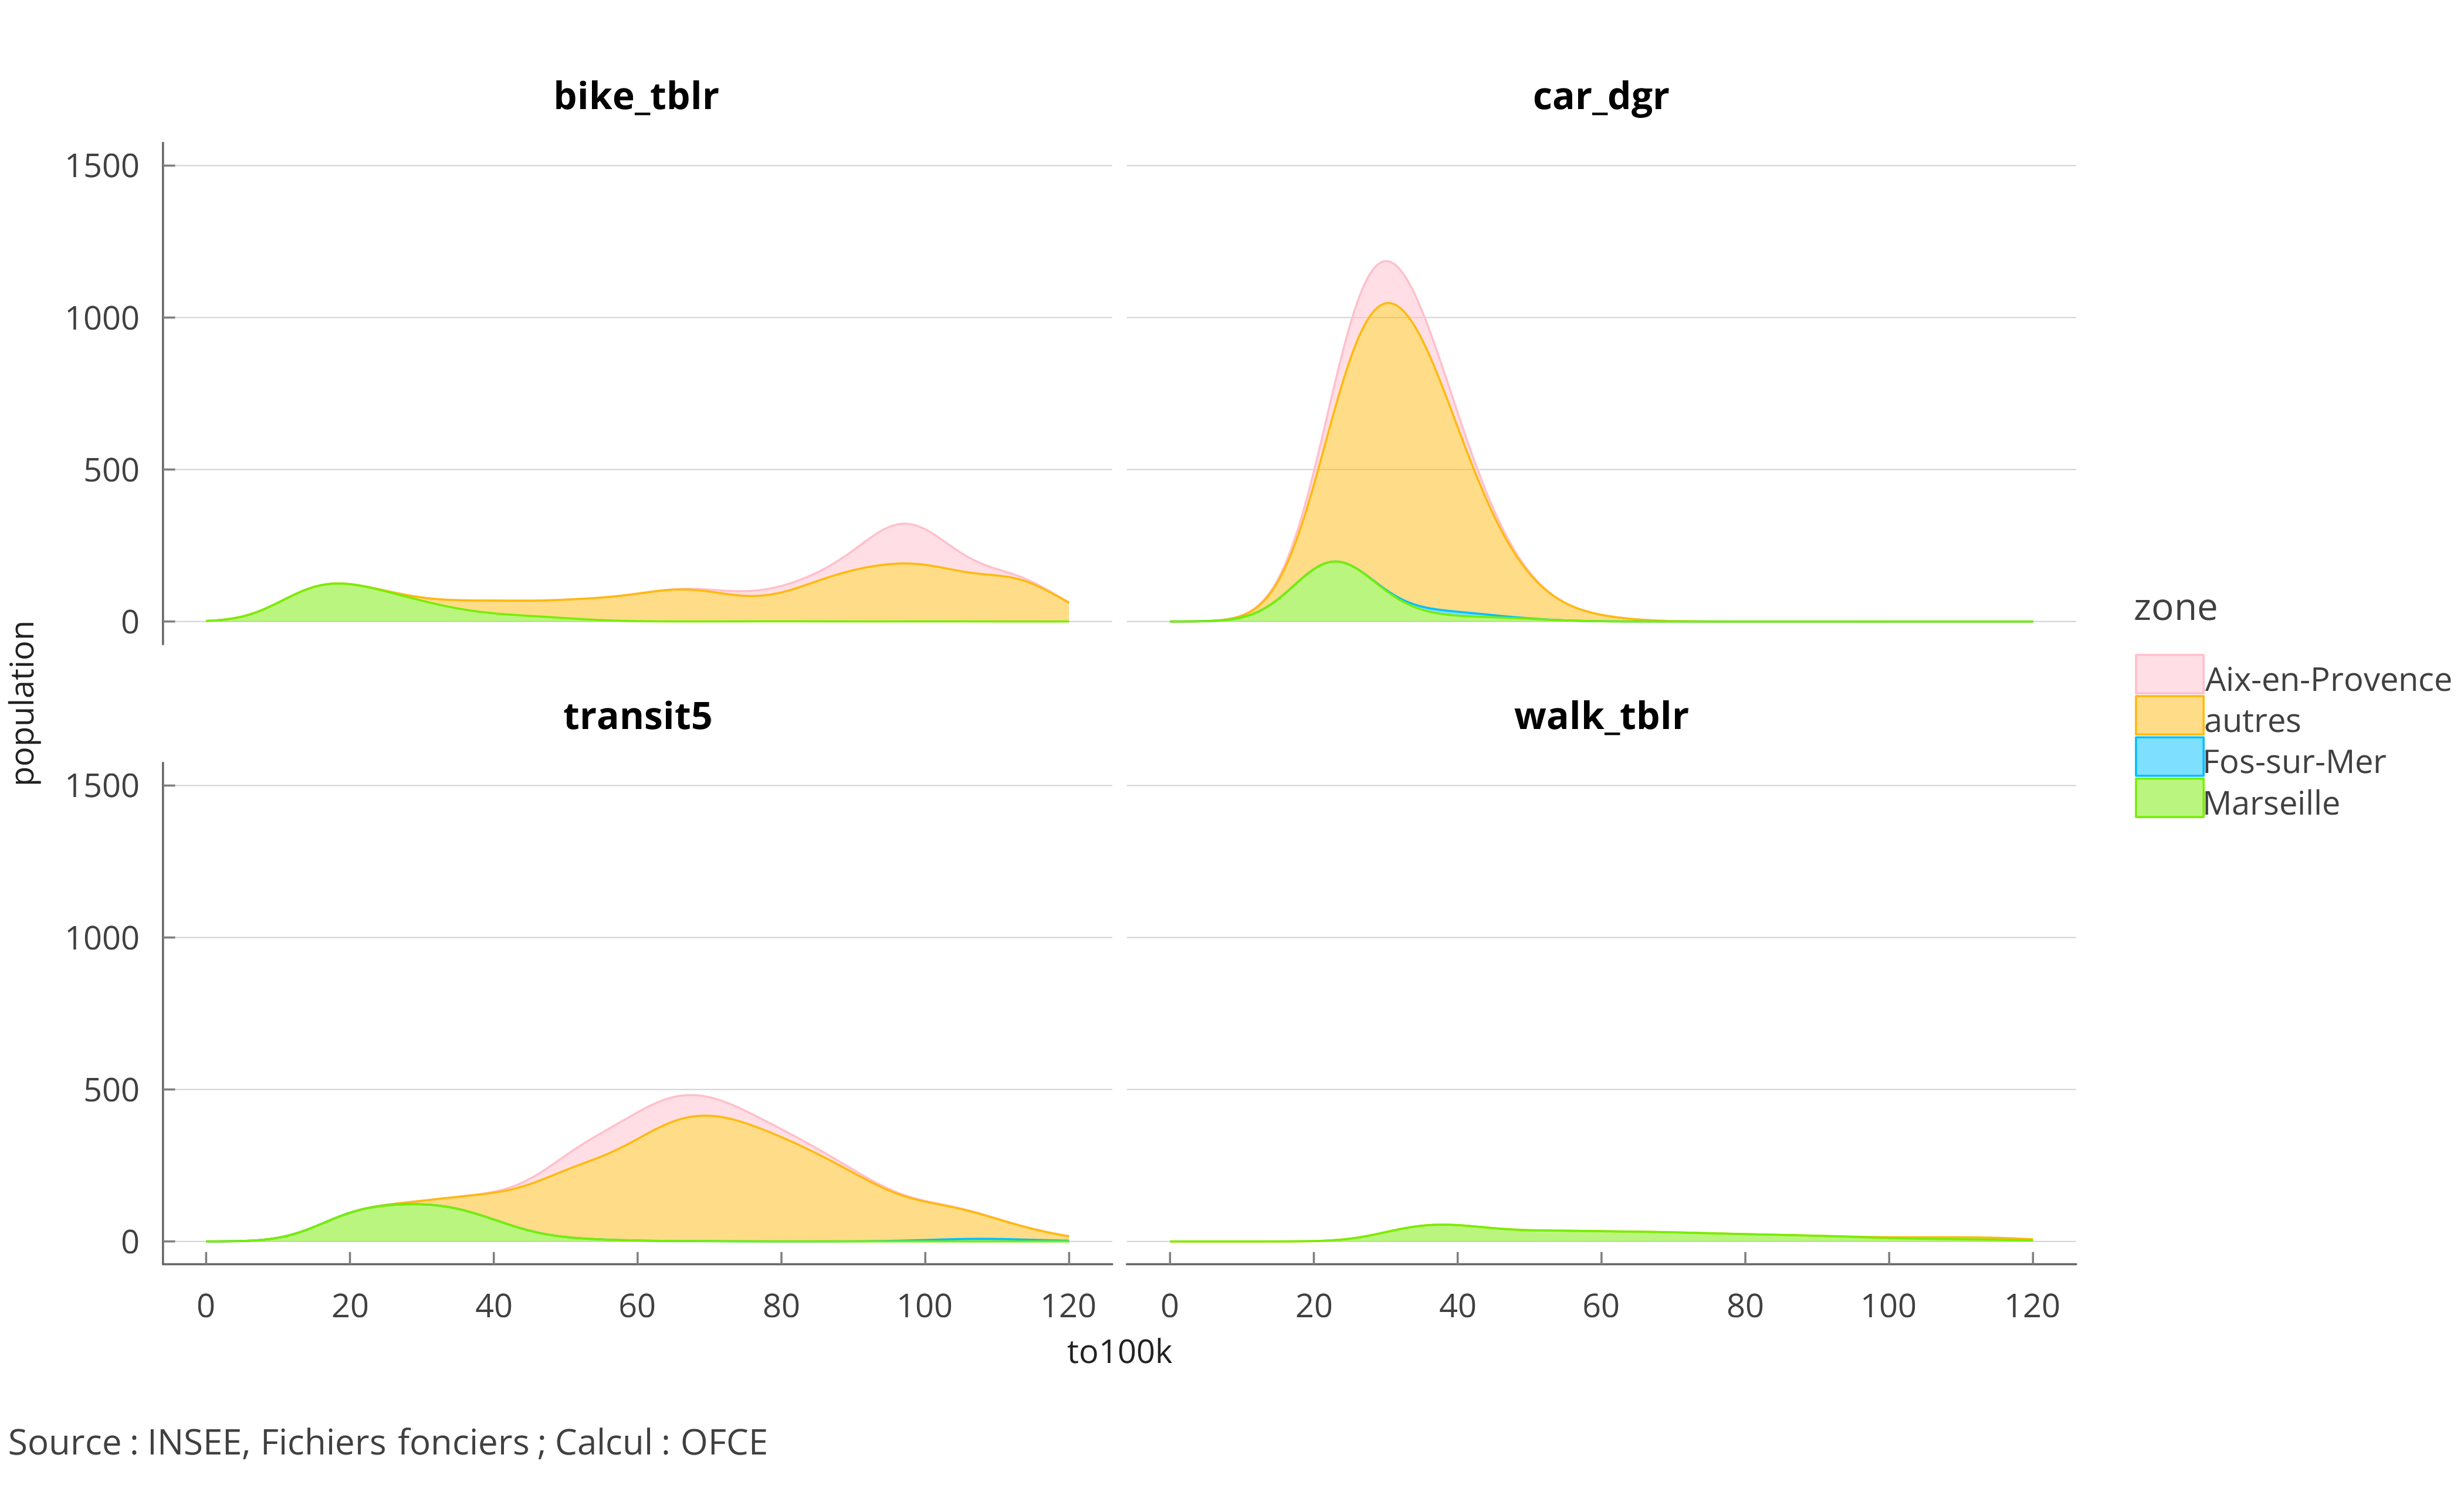 bike_tblr
car_dgr
1500
1000
500
0
transit5
walk_tblr
1500
1000
500
0
0 20 40 60 80 100 120
0 20 40 60 80 100 120
to100k
population
zone
Aix-en-Provence
autres
Fos-sur-Mer
Marseille
Source : INSEE, Fichiers fonciers ; Calcul : OFCE